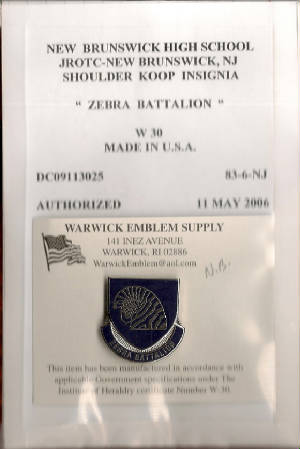 NEW BRUNSWICK HIGH SCHOOL
JROTC-NEW BRUNSWICK, NJ
SHOULDER KOOP INSIGNIA
" ZEBRA BATTALION "
W 30
MADE IN U.S.A.
DC09113025 83-6-NJ
AUTHORIZED 11 MAY 2006
WARWICK EMBLEM SUPPLY
141 INEZ AVENUE
WARWICK, RI 02886
WarwickEmblem@aol.com
N.B.
ZEBRA BATTALION
This item has been manufactured in accordance with
applicable Government specifications under The
Institute of Heraldry certificate Number W-30.